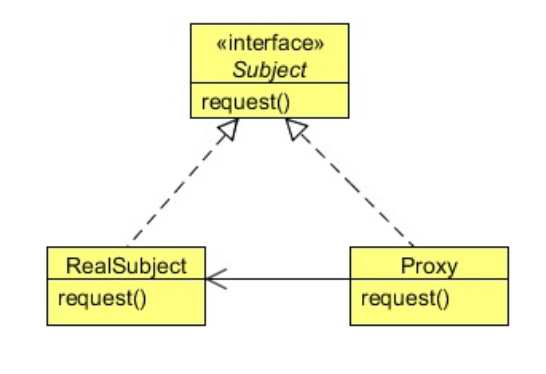 «interface»
Subject
request()
RealSubject
request()
Proxy
request()